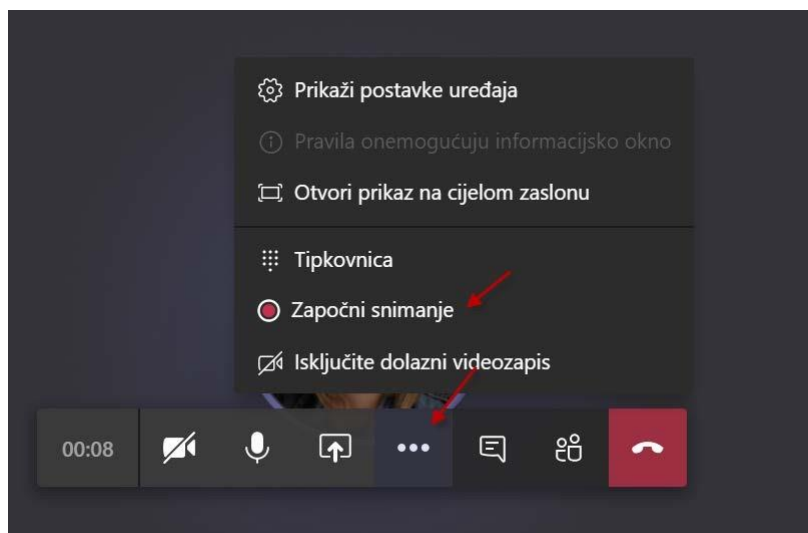 Prikaži postavke uređaja
Pravila onemogućuju informacijsko okno
Otvori prikaz na cijelom zaslonu
Tipkovnica
Započni snimanje
Isključite dolazni videozapis
00:08